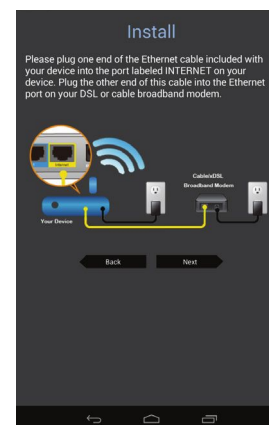 Install
Please plug one end of the Ethernet cable included with
your device into the port labeled INTERNET on your
device. Plug the other end of this cable into the Ethernet
port on your DSL or cable broadband modem.
Internet
Cable/xDSL
Broadband Modem
Your Device
Back
Next